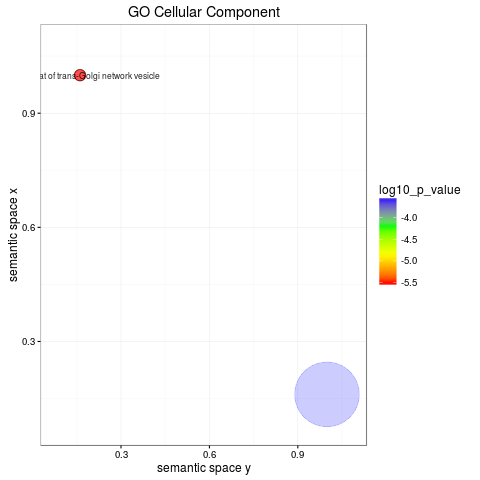 GO Cellular Component
at of trans-Golgi network vesicle
0.9
0.6
0.3
semantic space x
0.3 0.6 0.9
semantic space y
log10_p_value
-4.0
-4.5
-5.0
-5.5